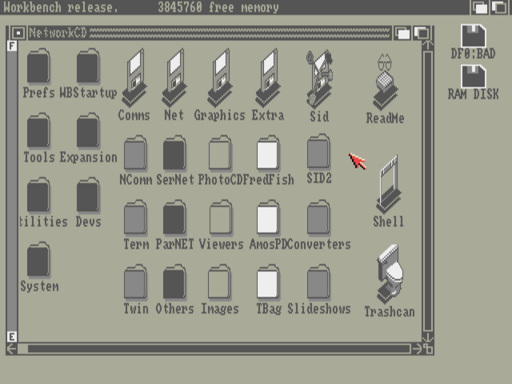 Workbench release. 3845760 free memory
NetworkCD
F
DF0:BAD
Prefs WBStartup Comms Net Graphics Extra Sid ReadMe
RAM DISK
Tools Expansion NComm SerNet PhotoCD FredFish SID2
tilities Devs Term ParNET Viewers AmosPD Converters Shell
System Twin Others Images TBag Slideshows Trashcan
E